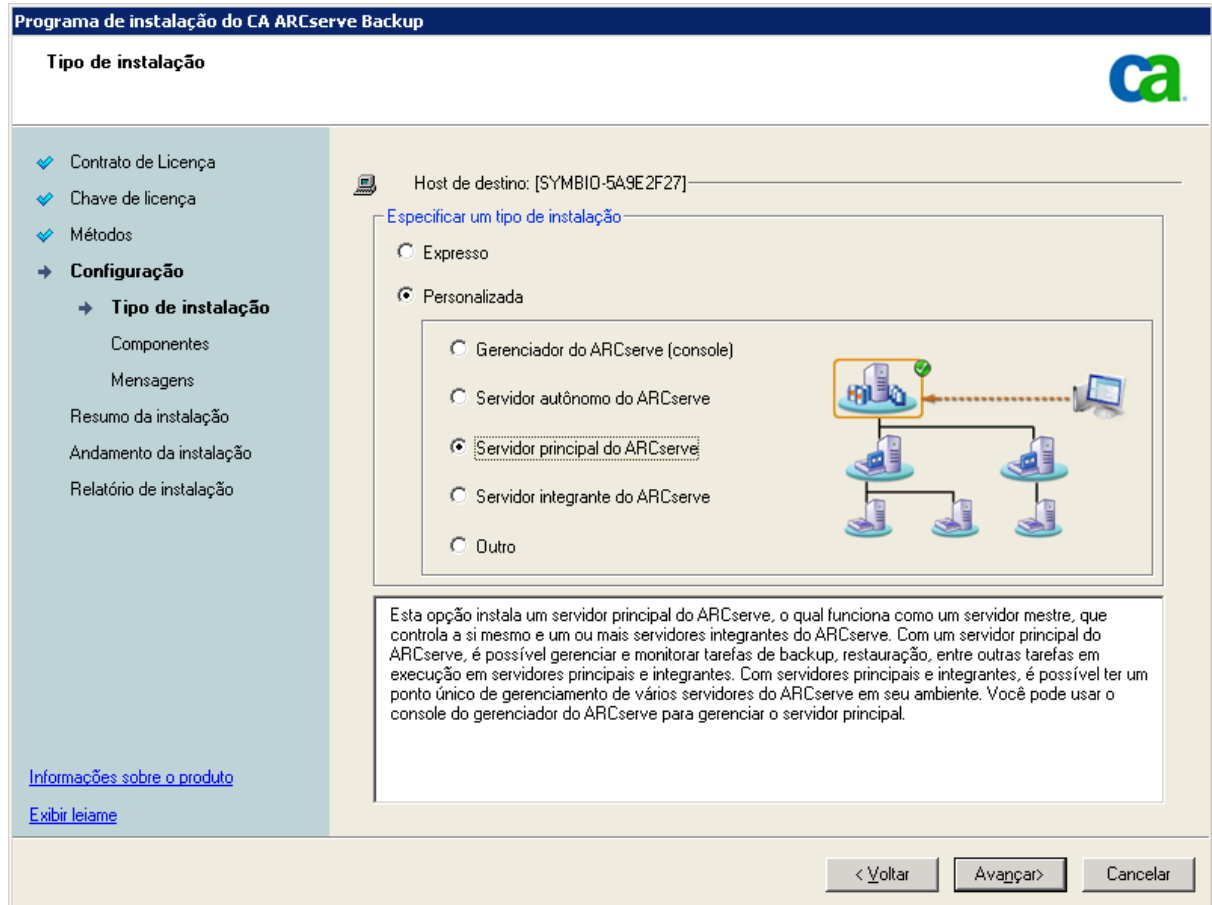 Programa de instalação do CA ARCserve Backup
Tipo de instalação
ca
Contrato de Licença
Chave de licença
Métodos
Configuração
Tipo de instalação
Componentes
Mensagens
Resumo da instalação
Andamento da instalação
Relatório de instalação
Informações sobre o produto
Exibir leiame
Host de destino: [SYMBIO-5A9E2F27]
Especificar um tipo de instalação
Expresso
Personalizada
Gerenciador do ARCserve (console)
Servidor autônomo do ARCserve
Servidor principal do ARCserve
Servidor integrante do ARCserve
Outro
Esta opção instala um servidor principal do ARCserve, o qual funciona como um servidor mestre, que
controla a si mesmo e um ou mais servidores integrantes do ARCserve. Com um servidor principal do
ARCserve, é possível gerenciar e monitorar tarefas de backup, restauração, entre outras tarefas em
execução em servidores principais e integrantes. Com servidores principais e integrantes, é possível ter um
ponto único de gerenciamento de vários servidores do ARCserve em seu ambiente. Você pode usar o
console do gerenciador do ARCserve para gerenciar o servidor principal.
< Voltar
Avançar>
Cancelar